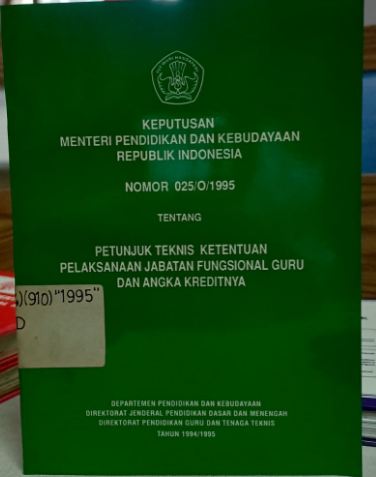 KEPUTUSAN
MENTERI PENDIDIKAN DAN KEBUDAYAAN
REPUBLIK INDONESIA
NOMOR 025/O/1995
TENTANG
PETUNJUK TEKNIS KETENTUAN
PELAKSANAAN JABATAN FUNGSIONAL GURU
DAN ANGKA KREDITNYA
)(910)"1995"
D
DEPARTEMEN PENDIDIKAN DAN KEBUDAYAAN
DIREKTORAT JENDERAL PENDIDIKAN DASAR DAN MENENGAH
DIREKTORAT PENDIDIKAN GURU DAN TENAGA TEKNIS
TAHUN 1994/1995